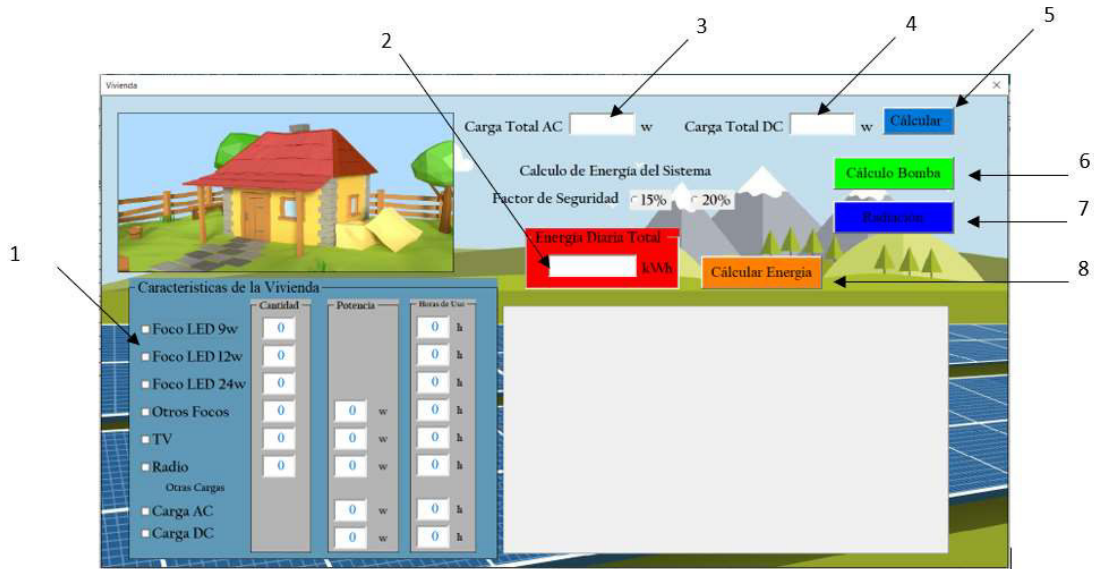 3
4
5
2
Vivienda
Carga Total AC w Carga Total DC w Cálcular
Calculo de Energía del Sistema
Cálculo Bomba
6
Factor de Seguridad 15% 20%
Radiación
7
Energía Diaria Total
kWh
Cálcular Energía
8
1
Caracteristicas de la Vivienda
Cantidad Potencia Horas de Uso
Foco LED 9w 0 0 h
Foco LED 12w 0 0 h
Foco LED 24w 0 0 h
Otros Focos 0 0 w 0 h
TV 0 0 w 0 h
Radio 0 0 w 0 h
Otras Cargas
Carga AC 0 w 0 h
Carga DC 0 w 0 h